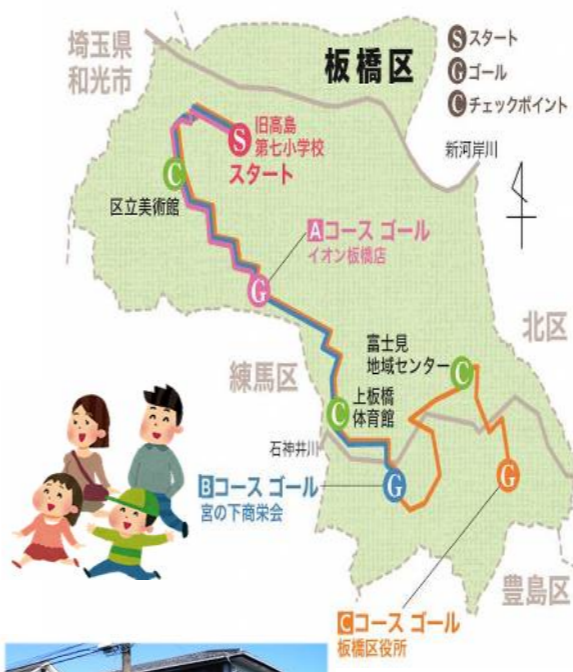 埼玉県
和光市
板橋区
Sスタート
Gゴール
Cチェックポイント
新河岸川
S
旧高島
第七小学校
スタート
C
区立美術館
Aコース ゴール
イオン板橋店
G
北区
富士見
地域センター
C
練馬区
上板橋
体育館
C
石神井川
Bコース ゴール
宮の下商栄会
G
G
豊島区
Cコース ゴール
板橋区役所